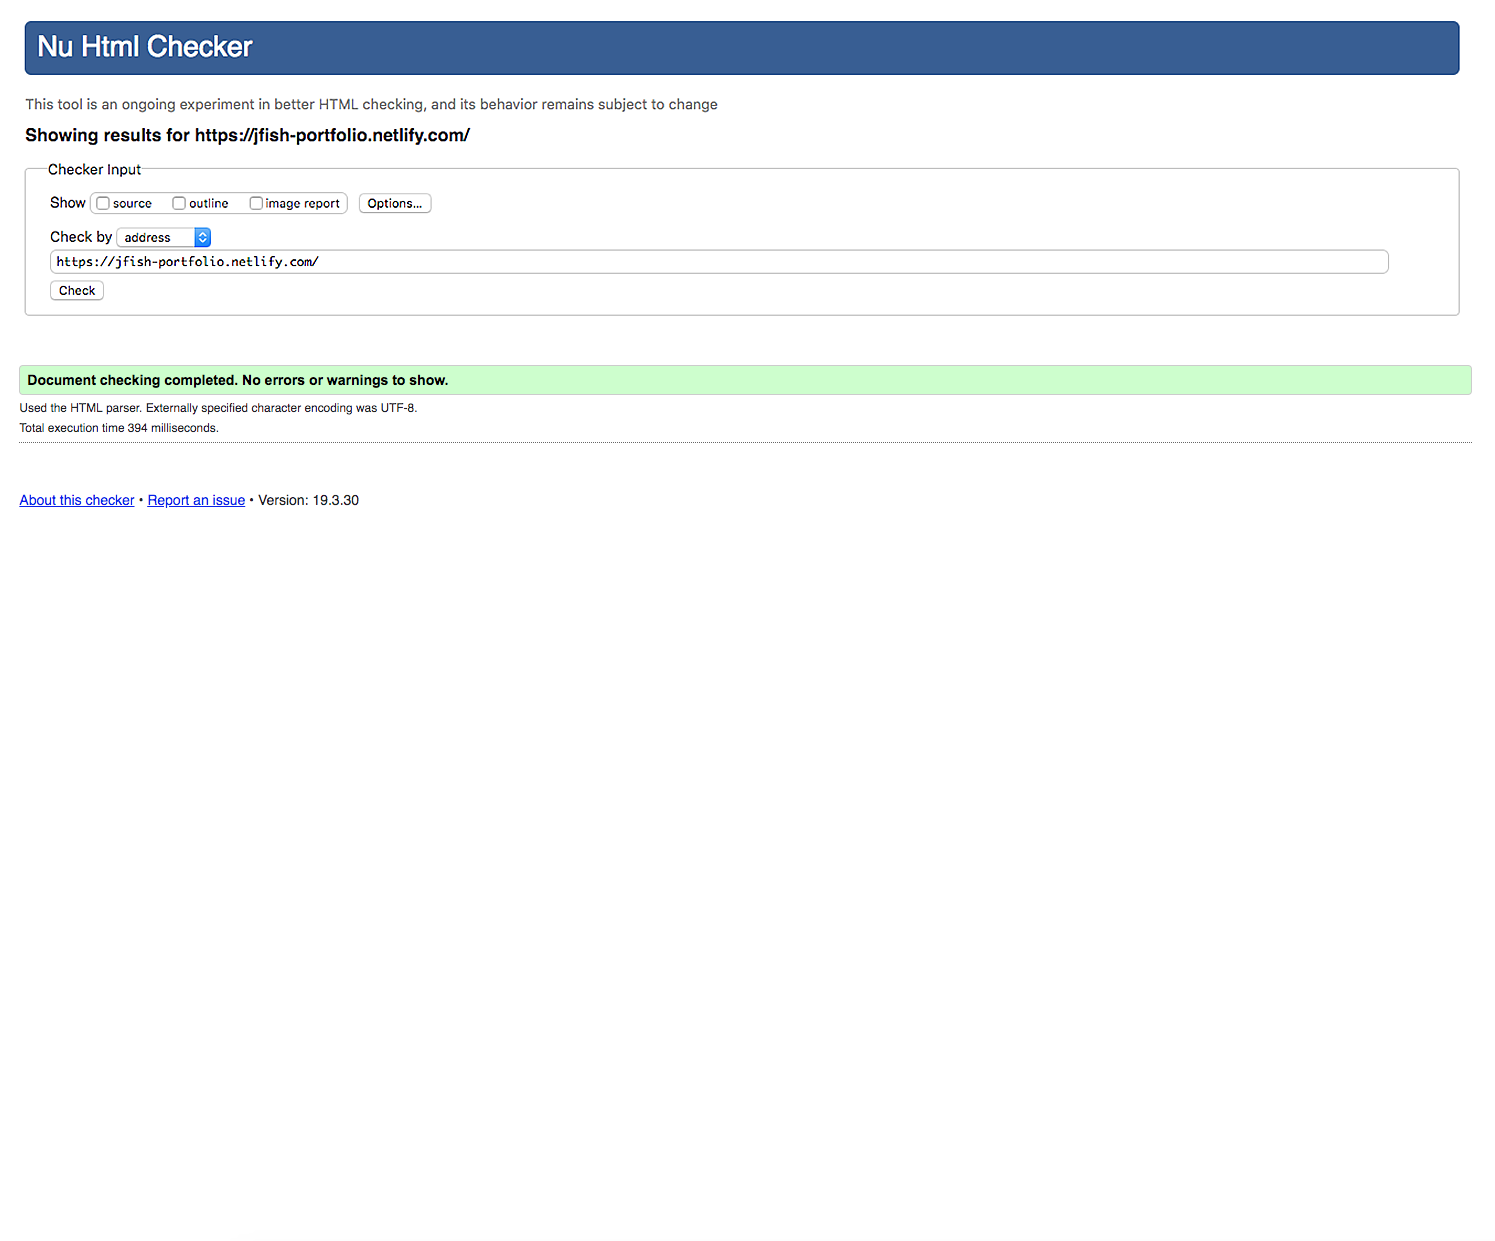 Nu Html Checker
This tool is an ongoing experiment in better HTML checking, and its behavior remains subject to change
Showing results for https://jfish-portfolio.netlify.com/
Checker Input
Show source outline image report Options...
Check by address
https://jfish-portfolio.netlify.com/
Check
Document checking completed. No errors or warnings to show.
Used the HTML parser. Externally specified character encoding was UTF-8.
Total execution time 394 milliseconds.
About this checker • Report an issue • Version: 19.3.30